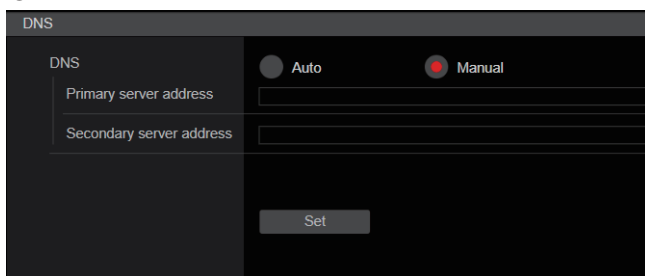 DNS
DNS
Auto
Manual
Primary server address
Secondary server address
Set